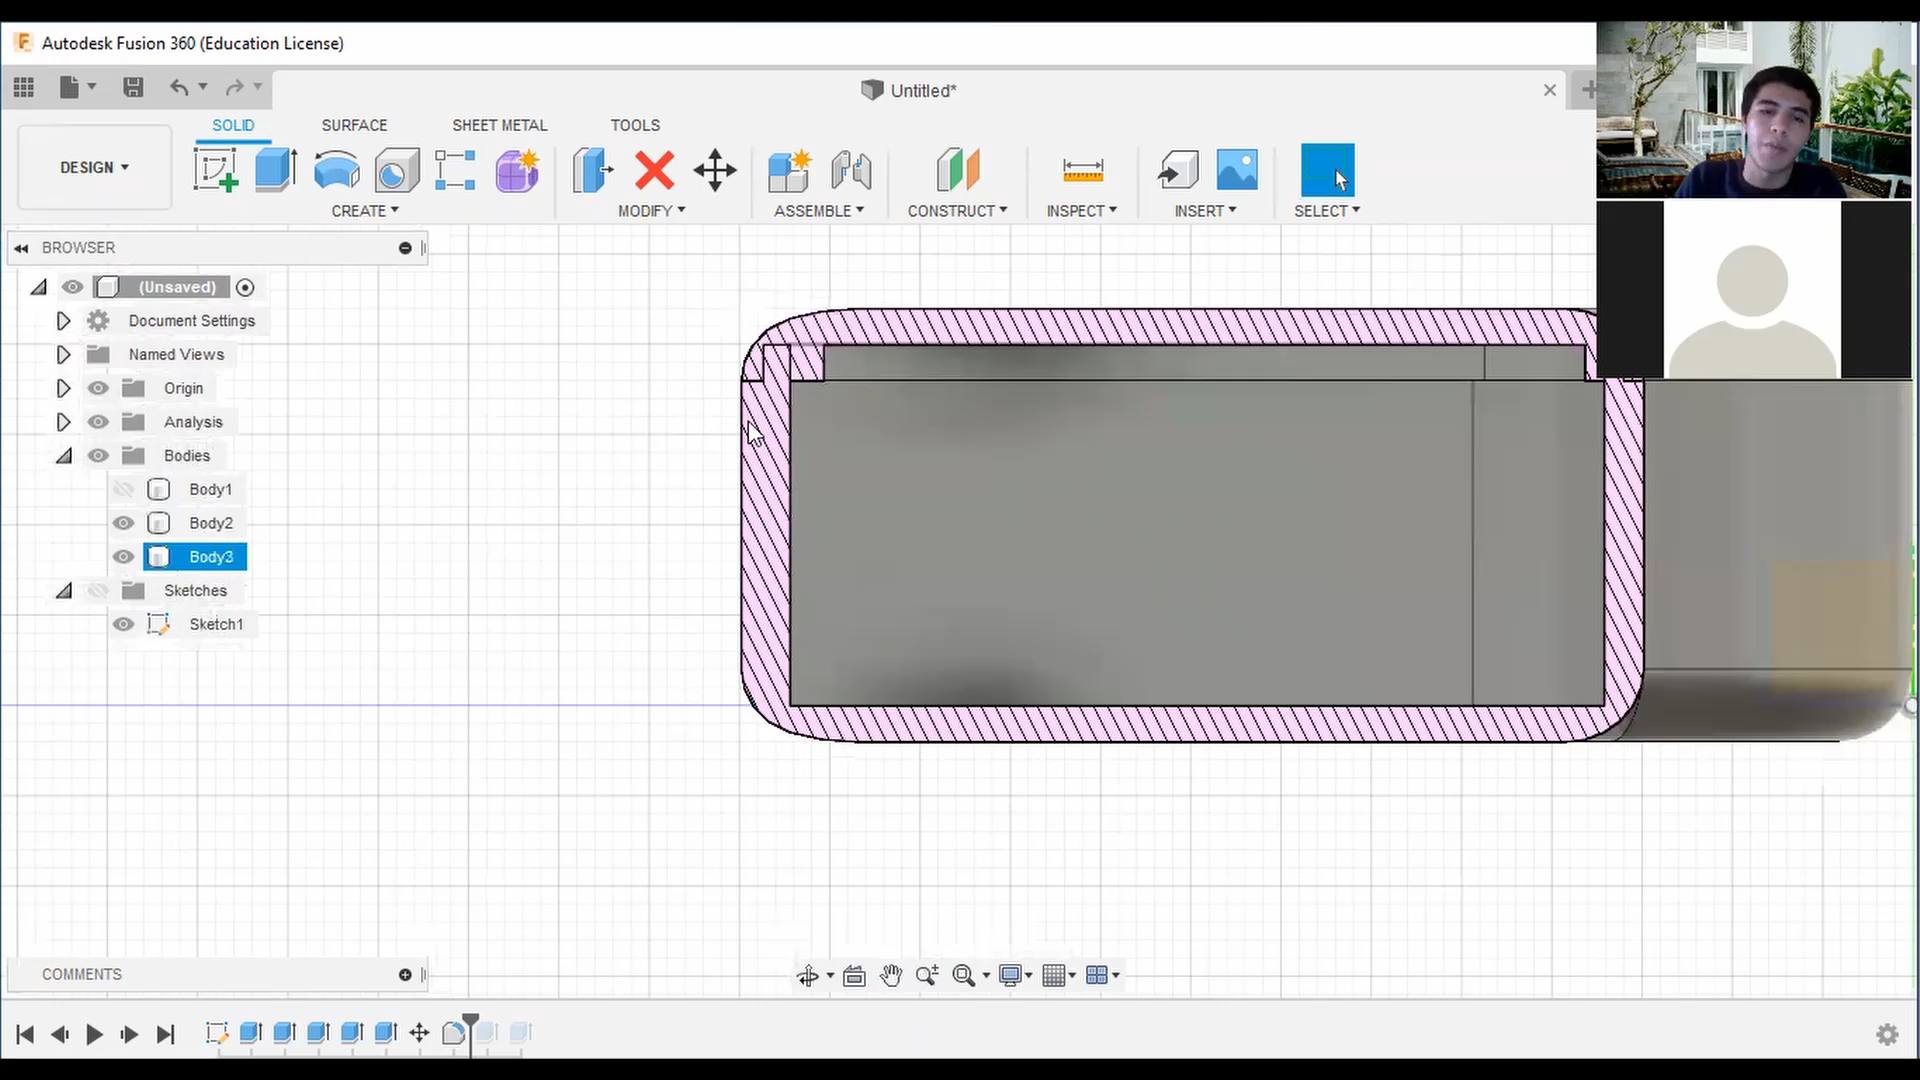 Autodesk Fusion 360 (Education License)
Untitled*
SOLID SURFACE SHEET METAL TOOLS
DESIGN
CREATE MODIFY ASSEMBLE CONSTRUCT INSPECT INSERT SELECT
BROWSER
(Unsaved)
Document Settings
Named Views
Origin
Analysis
Bodies
Body1
Body2
Body3
Sketches
Sketch1
COMMENTS